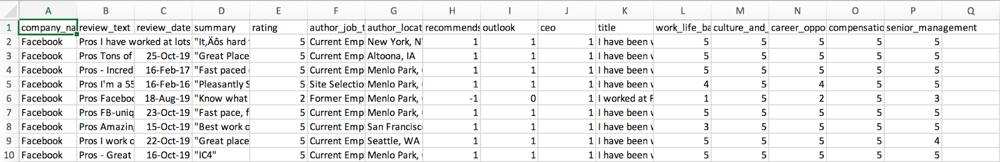 A B C D E F G H I J K L M N O P Q
1 company_na review_text review_date summary rating author_job_t author_locat recommends outlook ceo title work_life_ba culture_and_ career_oppo compensatio senior_management
2 Facebook Pros I have worked at lots "It‚Äôs hard 5 Current Emp New York, NY 1 1 1 I have been 5 5 5 5 5
3 Facebook Pros Tons of 25-Oct-19 "Great Place 5 Current Emp Altoona, IA 1 1 1 I have been 5 5 5 5 5
4 Facebook Pros - Incredi 16-Feb-17 "Fast paced 5 Current Emp Menlo Park, 1 1 1 I have been 5 5 5 5 5
5 Facebook Pros I'm a 55 16-Feb-16 "Pleasantly S 5 Site Selectio Menlo Park, 1 1 1 I have been 4 5 4 5 5
6 Facebook Pros Faceboo 18-Aug-19 "Know what 2 Former Emp Menlo Park, -1 0 1 I worked at F 1 5 2 5 3
7 Facebook Pros FB-uniq 23-Oct-19 "Fast pace, f 5 Current Emp Menlo Park, 1 1 1 I have been 5 5 5 5 5
8 Facebook Pros Amazing 15-Oct-19 "Best work o 5 Current Emp San Francisc 1 1 1 I have been 3 5 5 5 5
9 Facebook Pros I work o 22-Oct-19 "Great place 5 Current Emp Seattle, WA 1 1 1 I have been 5 5 5 5 4
10 Facebook Pros - Great 16-Oct-19 "IC4" 5 Current Emp Menlo Park, 1 1 1 I have been 5 5 5 5 5